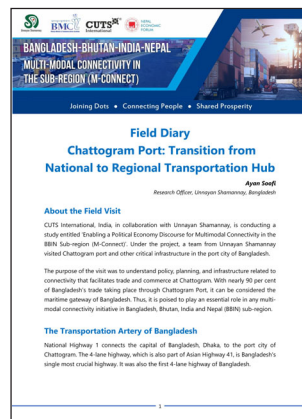 BMC
CUTS
International
NEPAL
ECONOMIC
FORUM
BANGLADESH-BHUTAN-INDIA-NEPAL
MULTI-MODAL CONNECTIVITY IN
THE SUB-REGION (M-CONNECT)
Joining Dots • Connecting People • Shared Prosperity
Field Diary
Chattogram Port: Transition from
National to Regional Transportation Hub
Ayan Soofi
Research Officer, Unnayan Shamannay, Bangladesh
About the Field Visit
CUTS International, India, in collaboration with Unnayan Shamannay, is conducting a
study entitled 'Enabling a Political Economy Discourse for Multimodal Connectivity in the
BBIN Sub-region (M-Connect)'. Under the project, a team from Unnayan Shamannay
visited Chattogram port and other critical infrastructure in the port city of Bangladesh.
The purpose of the visit was to understand policy, planning, and infrastructure related to
connectivity that facilitates trade and commerce at Chattogram. With nearly 90 per cent
of Bangladesh's trade taking place through Chattogram Port, it can be considered the
maritime gateway of Bangladesh. Thus, it is poised to play an essential role in any multi-
modal connectivity initiative in Bangladesh, Bhutan, India and Nepal (BBIN) sub-region.
The Transportation Artery of Bangladesh
National Highway 1 connects the capital of Bangladesh, Dhaka, to the port city of
Chattogram. The 4-lane highway, which is also part of Asian Highway 41, is Bangladesh's
single most crucial highway. It was also the first 4-lane highway of Bangladesh.
1